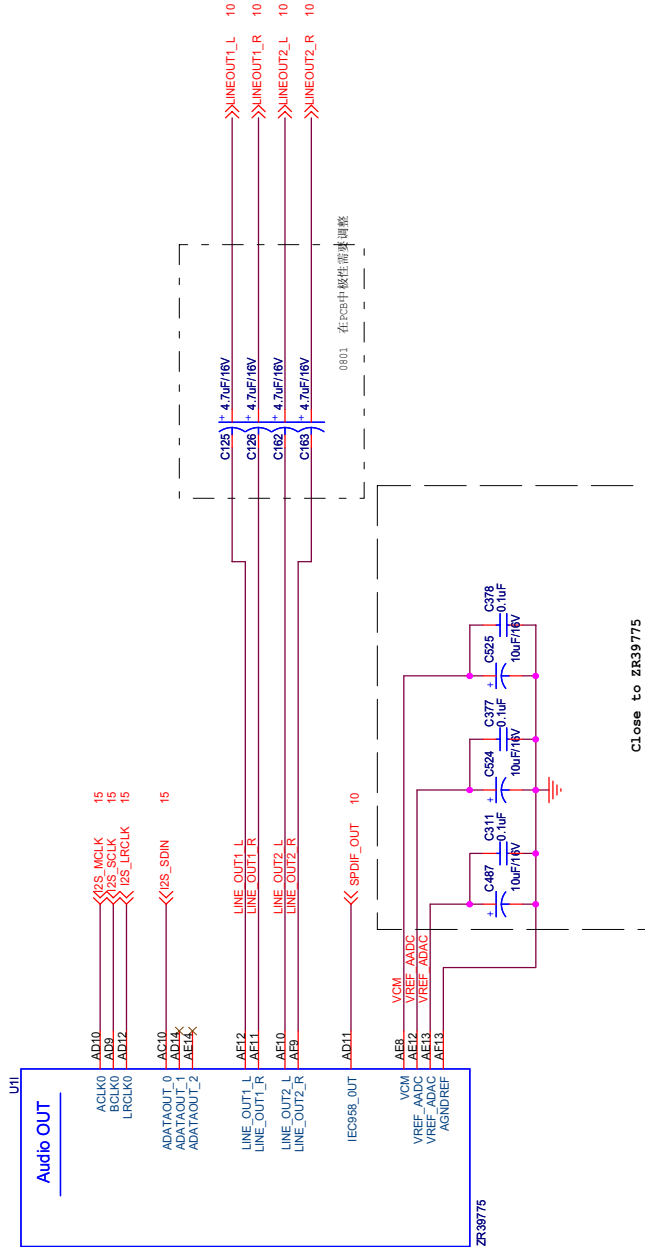 LINEOUT1_L 10
LINEOUT1_R 10
LINEOUT2_L 10
LINEOUT2_R 10
0801 在PCB中极性需要调整
C125 + 4.7uF/16V
C126 + 4.7uF/16V
C162 + 4.7uF/16V
C163 + 4.7uF/16V
I2S_MCLK 15
I2S_SCLK 15
I2S_LRCLK 15
I2S_SDIN 15
LINE_OUT1_L
LINE_OUT1_R
LINE_OUT2_L
LINE_OUT2_R
SPDIF_OUT 10
VCM
VREF_AADC
VREF_ADAC
C487
+ 10uF/16V
C311
0.1uF
C524
+ 10uF/16V
C377
0.1uF
C525
+ 10uF/16V
C378
0.1uF
Close to ZR39775
U1I
Audio OUT
ACLK0 AD10
BCLK0 AD9
LRCLK0 AD12
ADATAOUT_0 AC10
ADATAOUT_1 AD14
ADATAOUT_2 AE14
LINE_OUT1_L AF12
LINE_OUT1_R AF11
LINE_OUT2_L AF10
LINE_OUT2_R AF9
IEC958_OUT AD11
VCM AE8
VREF_AADC AE12
VREF_ADAC AE13
AGNDREF AF13
ZR39775